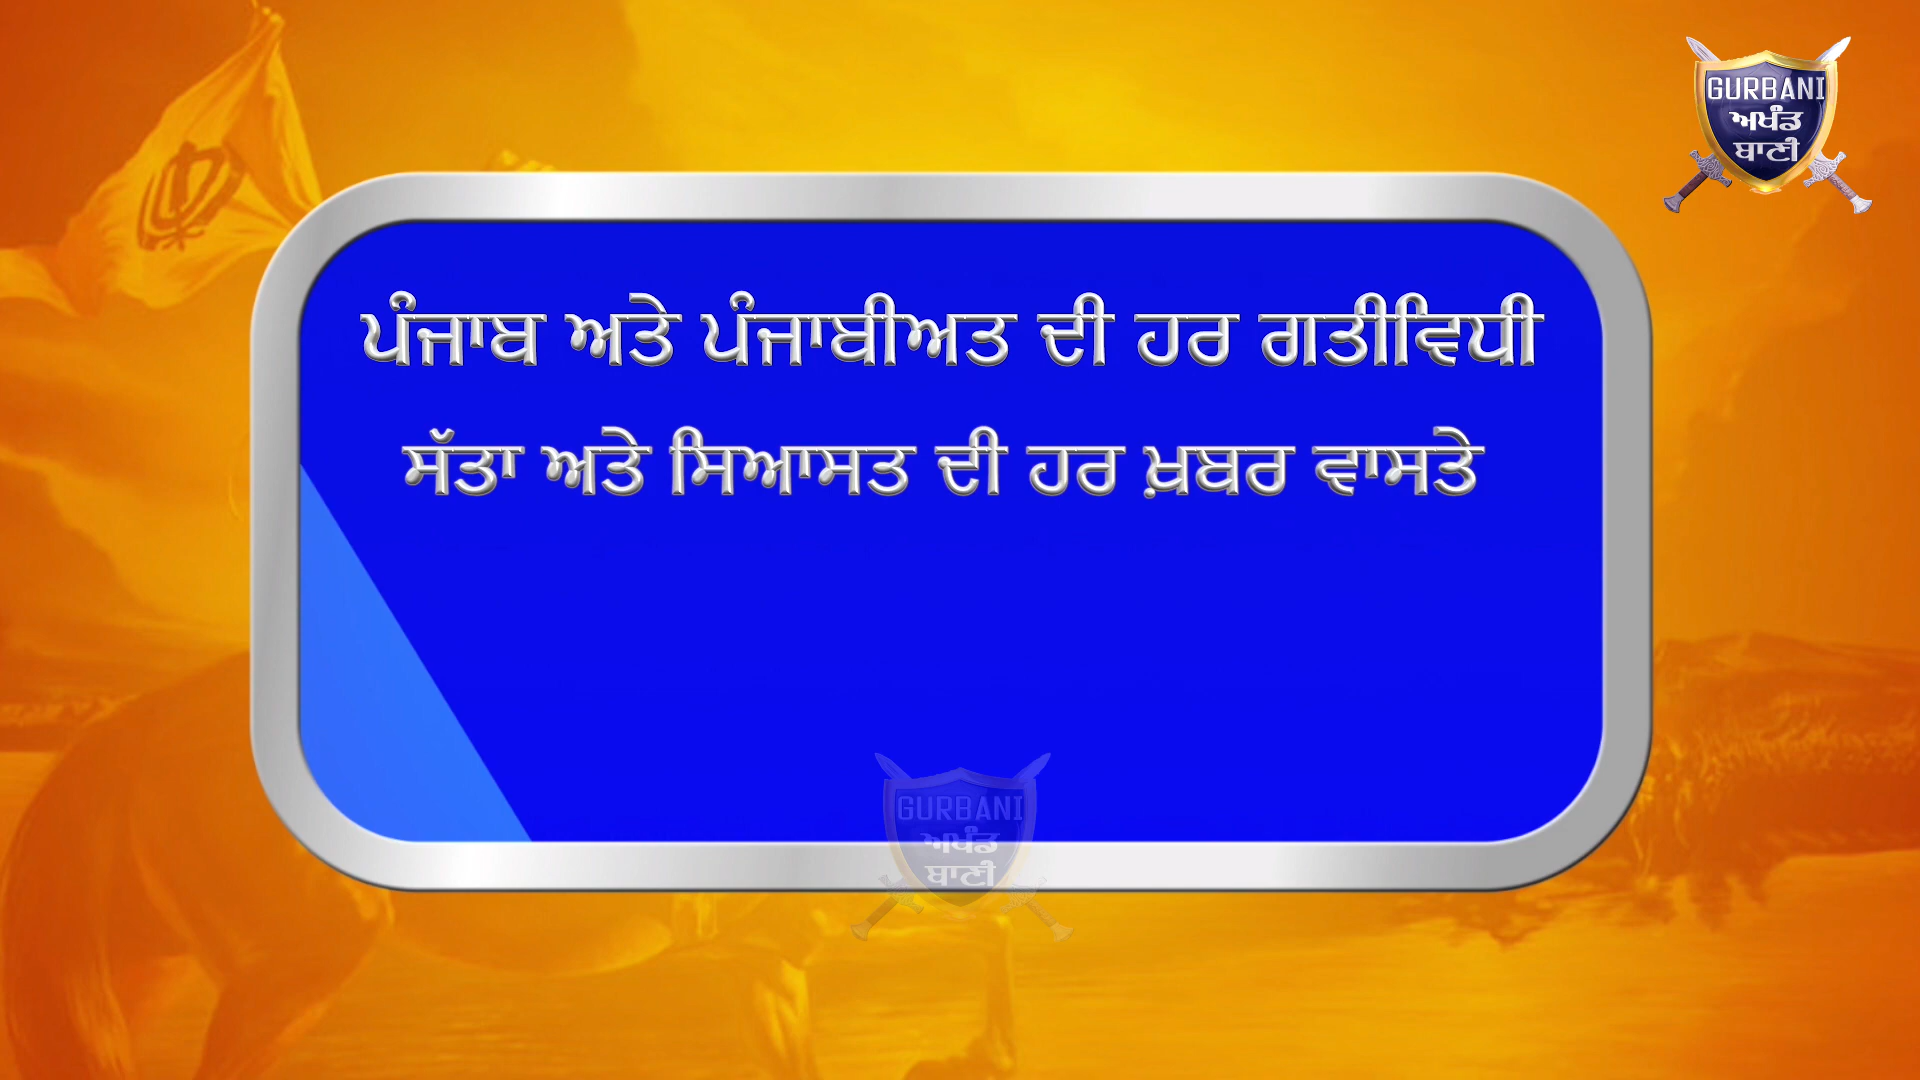 GURBANI
ਅਖੰਡ
ਬਾਣੀ
ਪੰਜਾਬ ਅਤੇ ਪੰਜਾਬੀਅਤ ਦੀ ਹਰ ਗਤੀਵਿਧੀ
ਸੱਤਾ ਅਤੇ ਸਿਆਸਤ ਦੀ ਹਰ ਖ਼ਬਰ ਵਾਸਤੇ
GURBANI
ਅਖੰਡ
ਬਾਣੀ